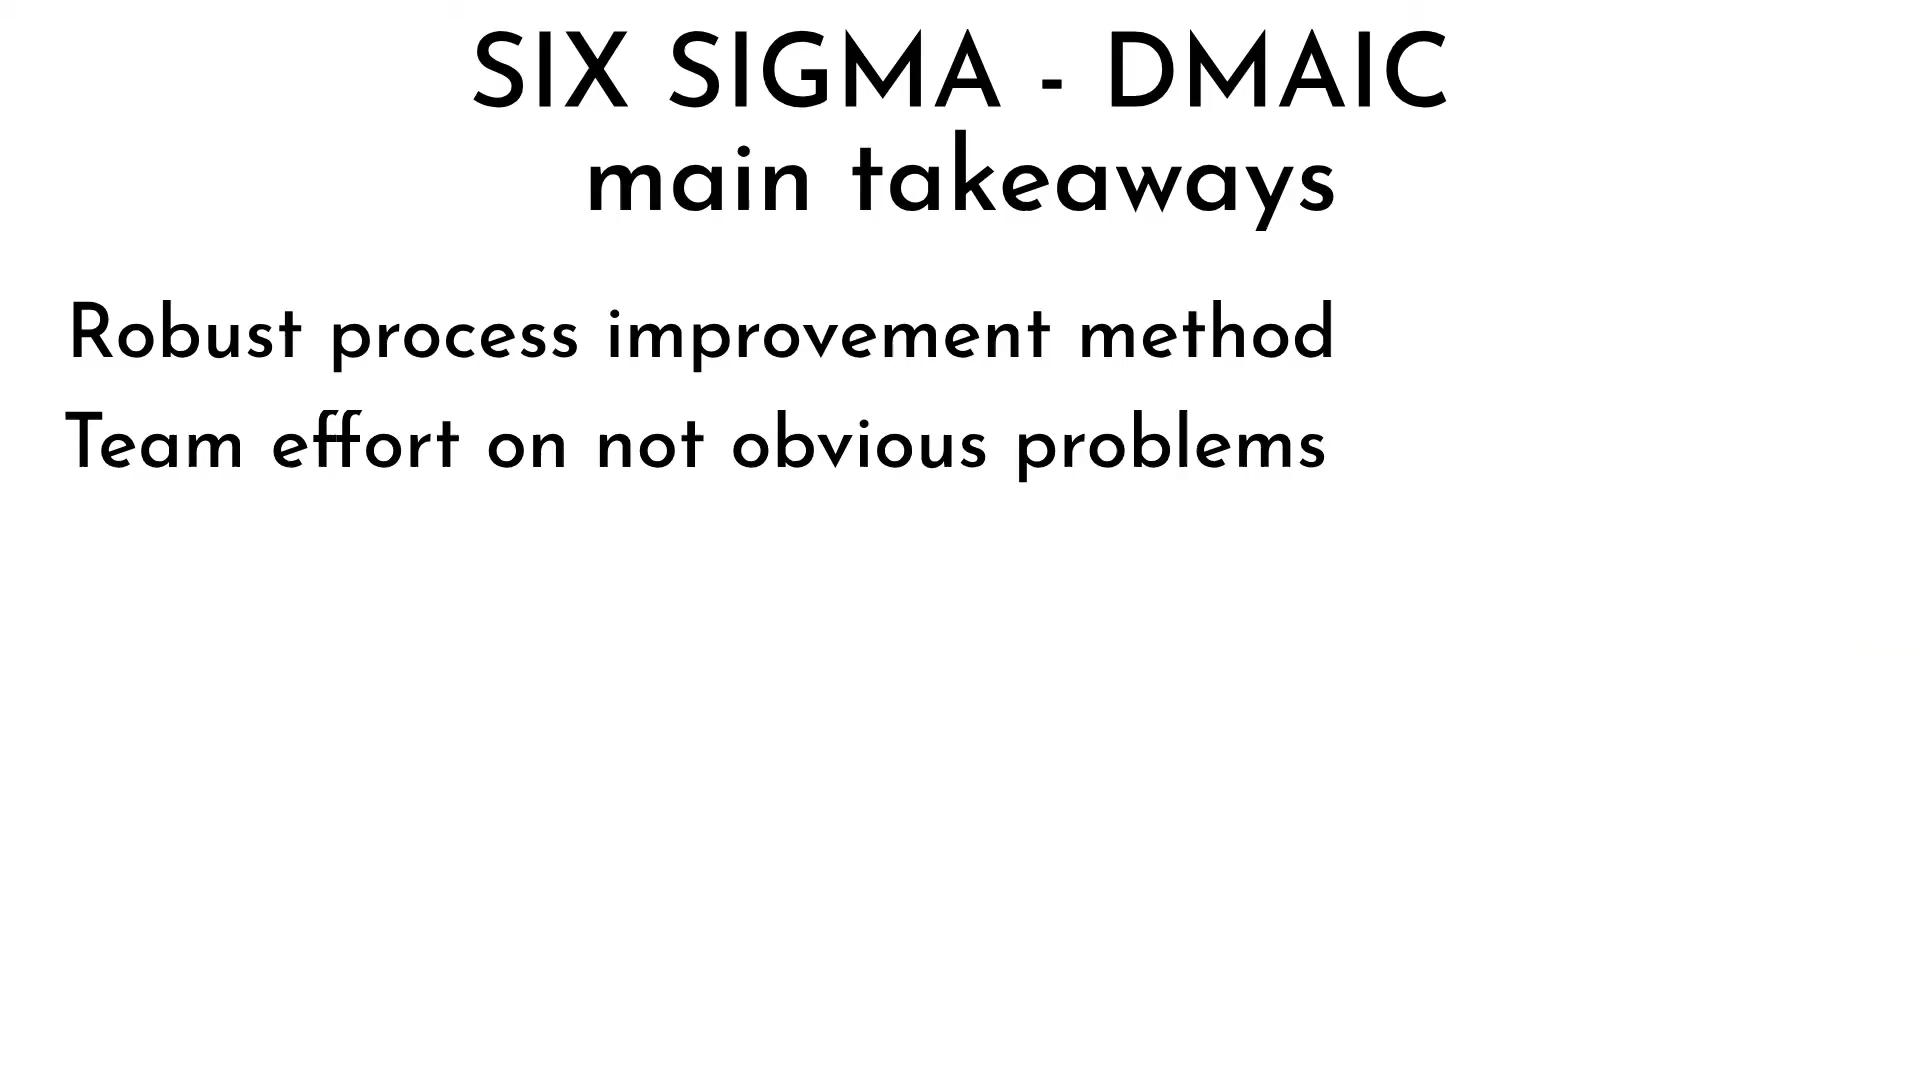 SIX SIGMA - DMAIC
main takeaways
Robust process improvement method
Team effort on not obvious problems